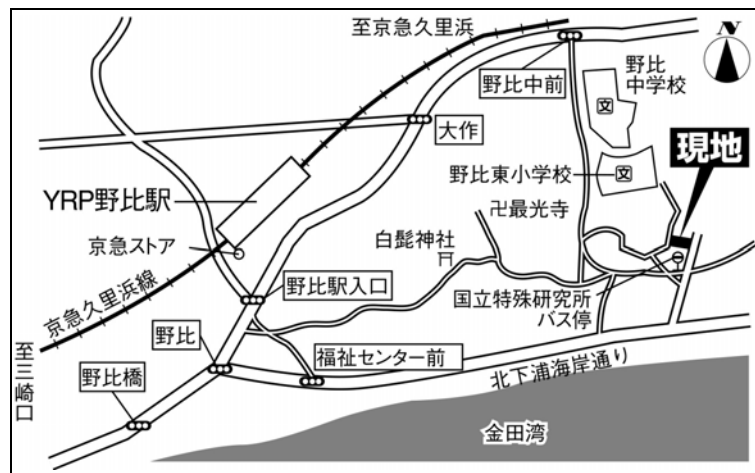 至京急久里浜
N
野比中前
野比
中学校
文
大作
現地
野比東小学校
文
YRP野比駅
卍最光寺
京急ストア
白髭神社
京急久里浜線
野比駅入口
国立特殊研究所
バス停
至三崎口
野比
福祉センター前
北下浦海岸通り
野比橋
金田湾